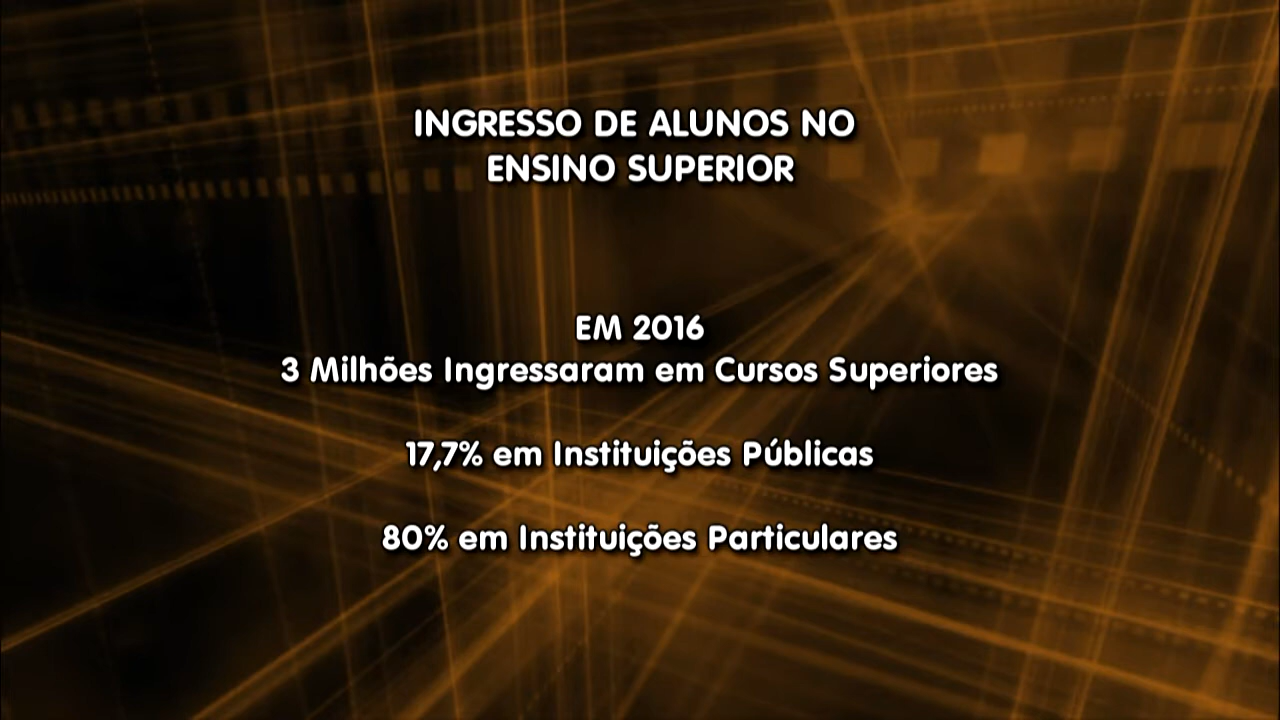 INGRESSO DE ALUNOS NO
ENSINO SUPERIOR
EM 2016
3 Milhões Ingressaram em Cursos Superiores
17,7% em Instituições Públicas
80% em Instituições Particulares